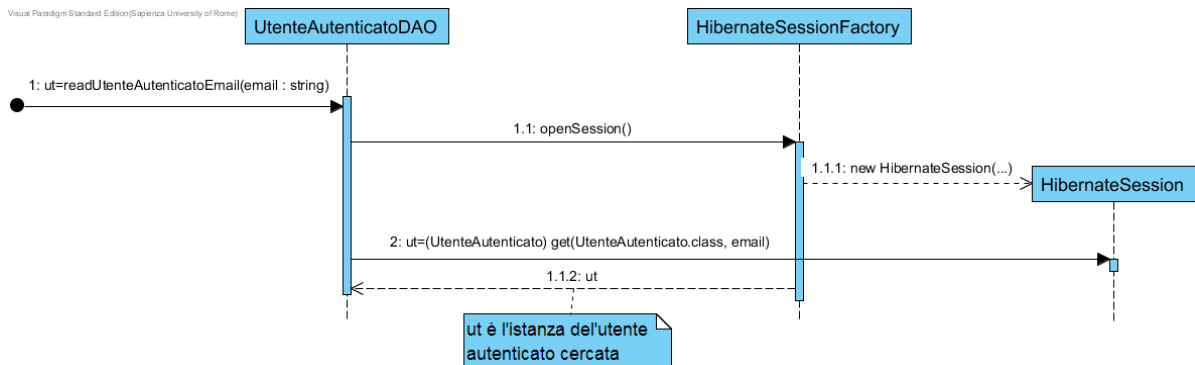 Visual Paradigm Standard Edition(Sapienza University of Rome)
UtenteAutenticatoDAO
HibernateSessionFactory
1: ut=readUtenteAutenticatoEmail(email : string)
1.1: openSession()
1.1.1: new HibernateSession(...)
HibernateSession
2: ut=(UtenteAutenticato) get(UtenteAutenticato.class, email)
1.1.2: ut
ut è l'istanza del'utente
autenticato cercata